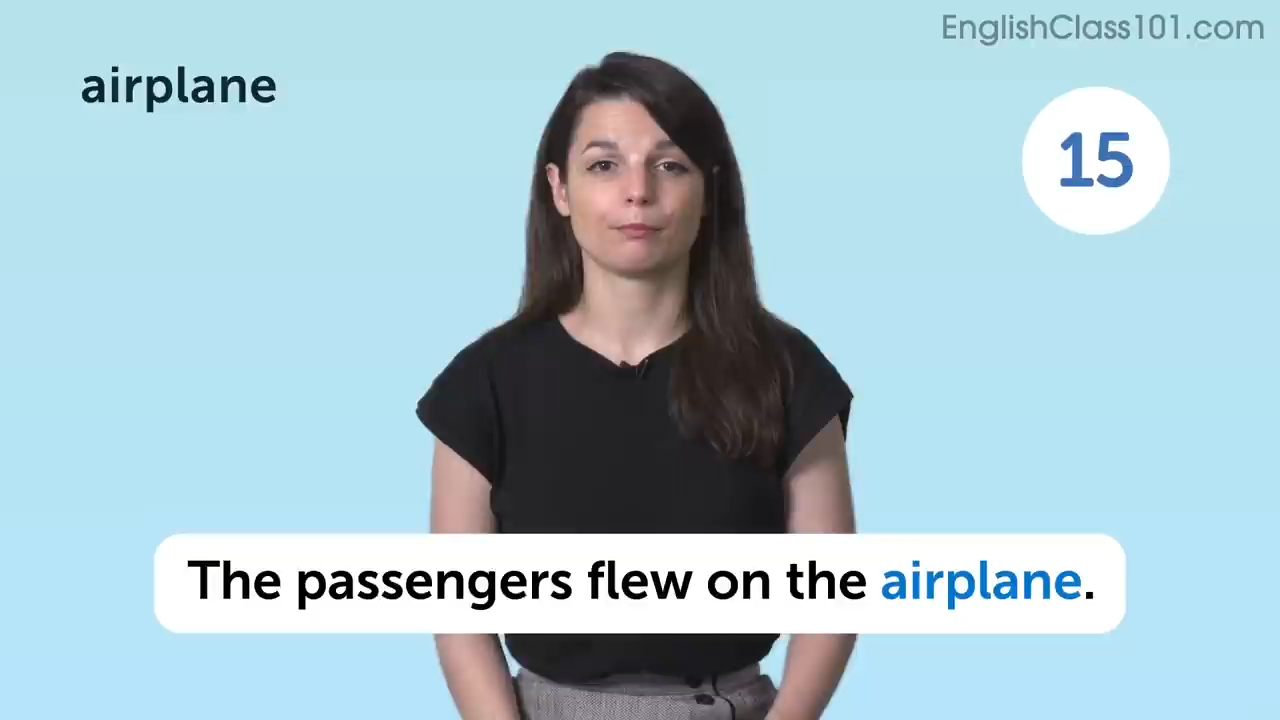 EnglishClass101.com
airplane
15
The passengers flew on the airplane.